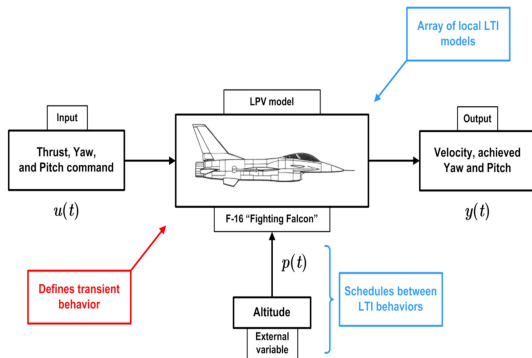 Array of local LTI
models
Input
LPV model
Output
Thrust, Yaw,
and Pitch command
Velocity, achieved
Yaw and Pitch
u(t)
y(t)
F-16 “Fighting Falcon”
p(t)
Defines transient
behavior
Altitude
External
variable
Schedules between
LTI behaviors